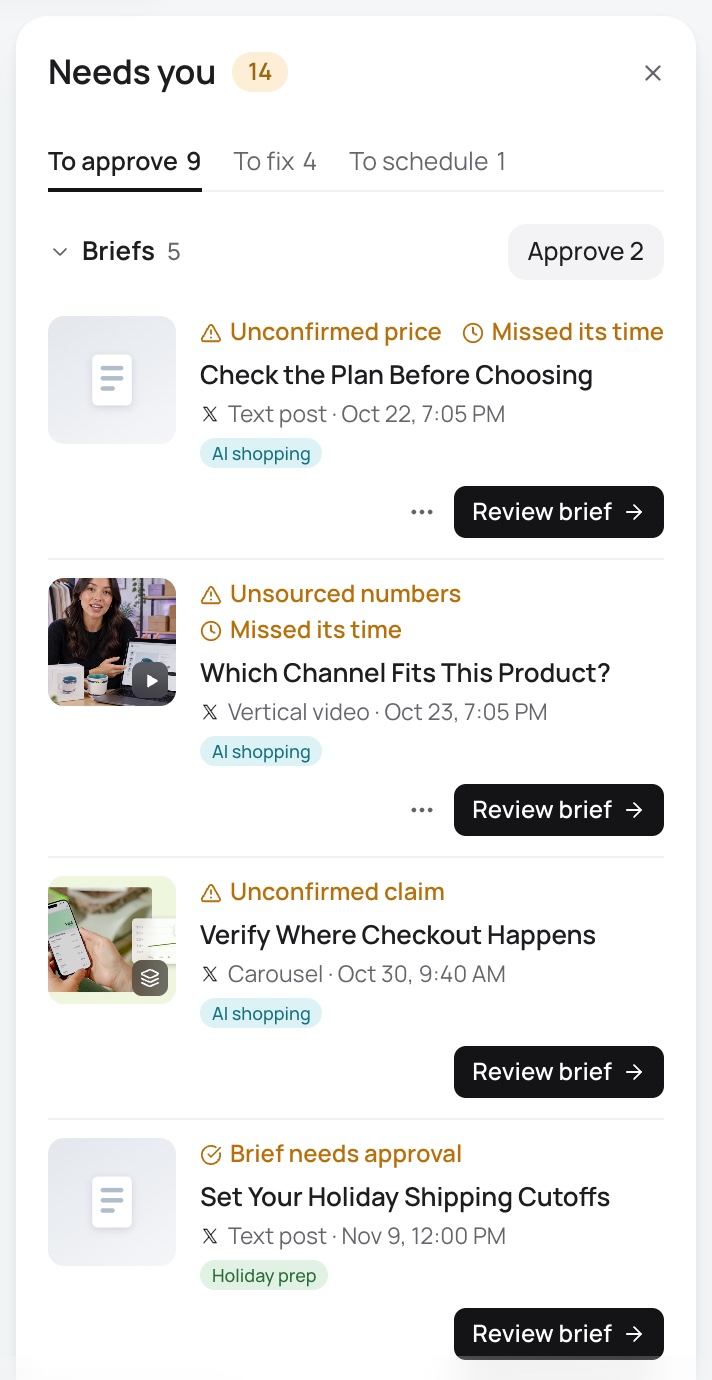 Needs you 14
To approve 9 To fix 4 To schedule 1
Briefs 5 Approve 2
Unconfirmed price Missed its time
Check the Plan Before Choosing
𝕏 Text post · Oct 22, 7:05 PM
AI shopping
Review brief →
Unsourced numbers
Missed its time
Which Channel Fits This Product?
𝕏 Vertical video · Oct 23, 7:05 PM
AI shopping
Review brief →
Unconfirmed claim
Verify Where Checkout Happens
𝕏 Carousel · Oct 30, 9:40 AM
AI shopping
Review brief →
Brief needs approval
Set Your Holiday Shipping Cutoffs
𝕏 Text post · Nov 9, 12:00 PM
Holiday prep
Review brief →